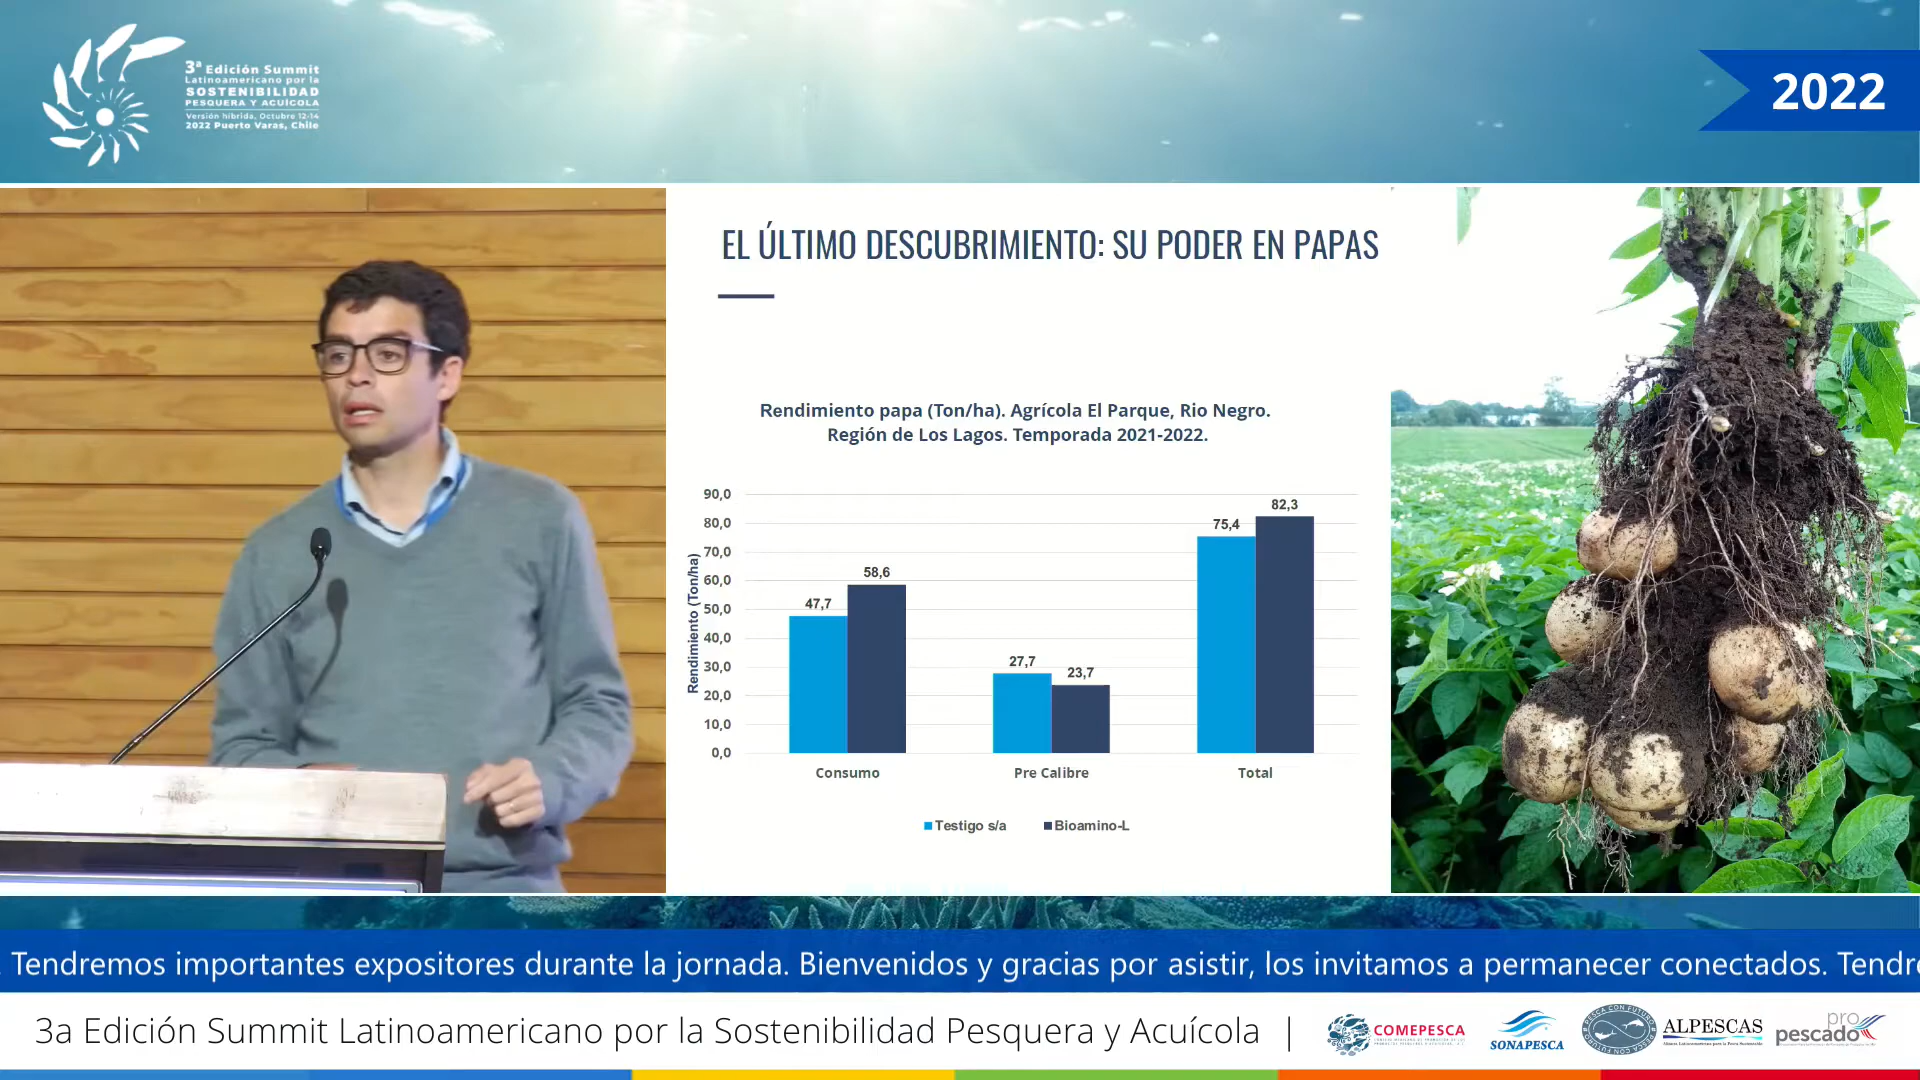 3ª Edición Summit
Latinoamericano por la
SOSTENIBILIDAD
PESQUERA Y ACUÍCOLA
Versión híbrida, Octubre 12-14
2022 Puerto Varas, Chile
2022
EL ÚLTIMO DESCUBRIMIENTO: SU PODER EN PAPAS
Rendimiento papa (Ton/ha). Agrícola El Parque, Rio Negro.
Región de Los Lagos. Temporada 2021-2022.
Rendimiento (Ton/ha)
90,0
80,0
70,0
60,0
50,0
40,0
30,0
20,0
10,0
0,0
47,7
58,6
27,7
23,7
75,4
82,3
Consumo
Pre Calibre
Total
Testigo s/a
Bioamino-L
. Tendremos importantes expositores durante la jornada. Bienvenidos y gracias por asistir, los invitamos a permanecer conectados. Tendre
3a Edición Summit Latinoamericano por la Sostenibilidad Pesquera y Acuícola |
COMEPESCA
SONAPESCA
PESCA CON FUTURO
ALPESCAS
pro
pescado